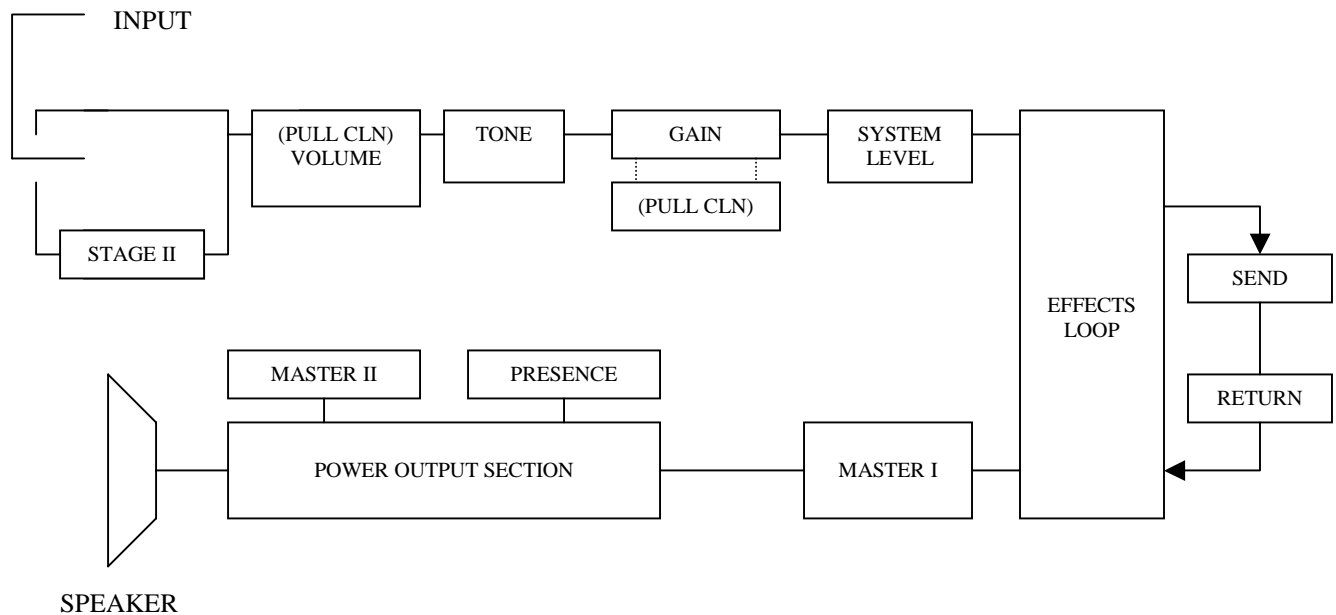 INPUT
(PULL CLN)
VOLUME
TONE
GAIN
SYSTEM
LEVEL
(PULL CLN)
STAGE II
SEND
EFFECTS
LOOP
MASTER II
PRESENCE
RETURN
POWER OUTPUT SECTION
MASTER I
SPEAKER